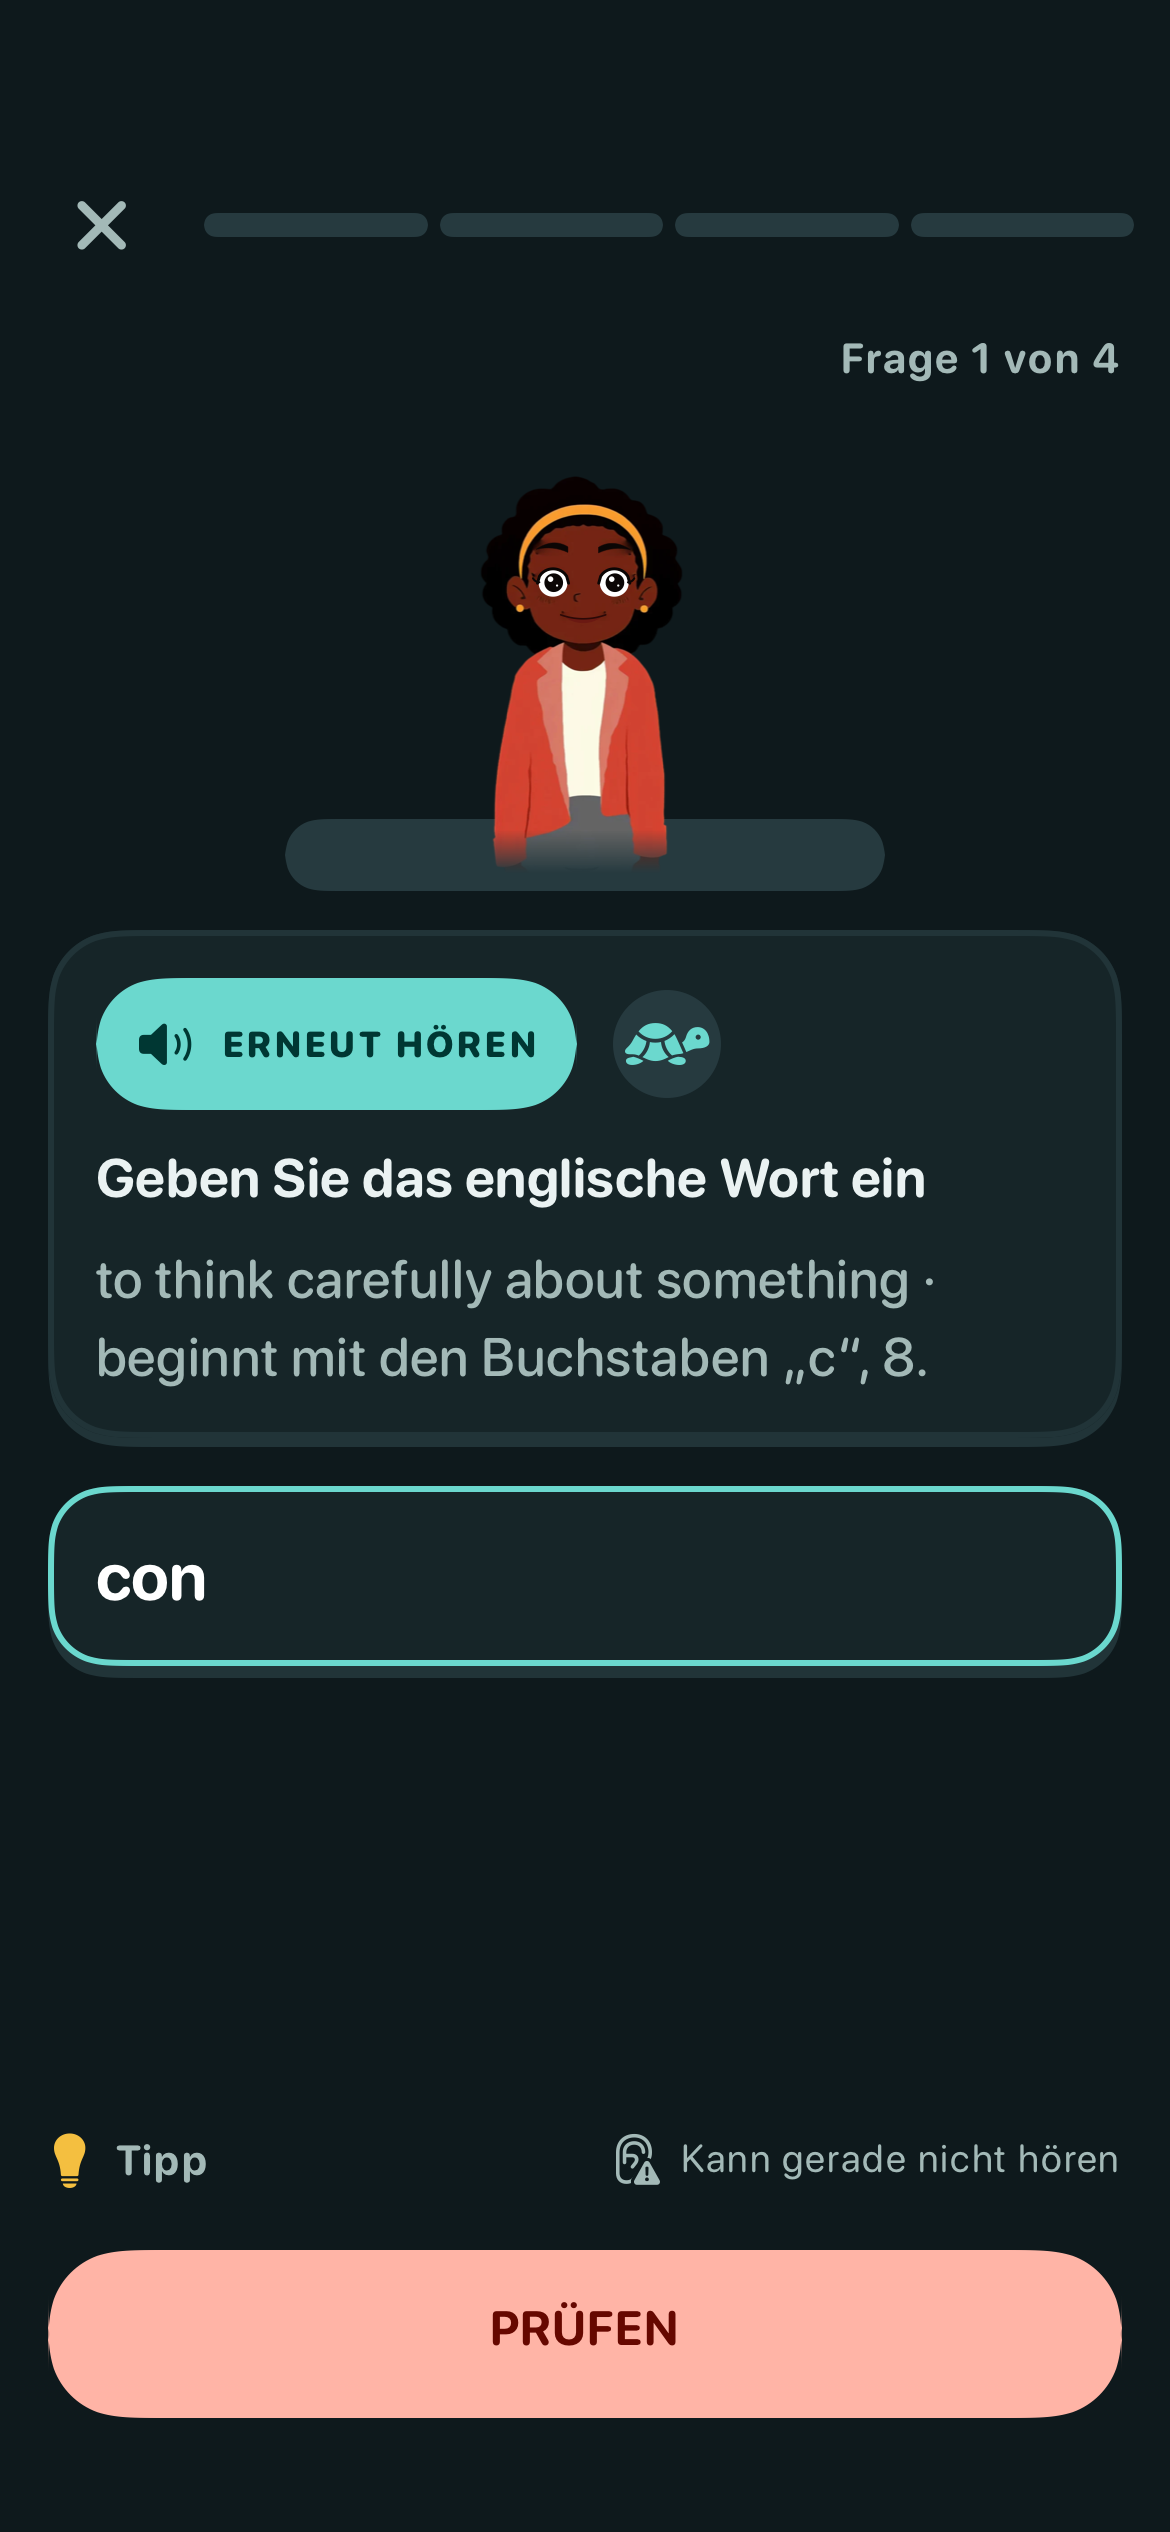 Frage 1 von 4
ERNEUT HÖREN
Geben Sie das englische Wort ein
to think carefully about something ·
beginnt mit den Buchstaben „c“, 8.
con
Tipp
Kann gerade nicht hören
PRÜFEN